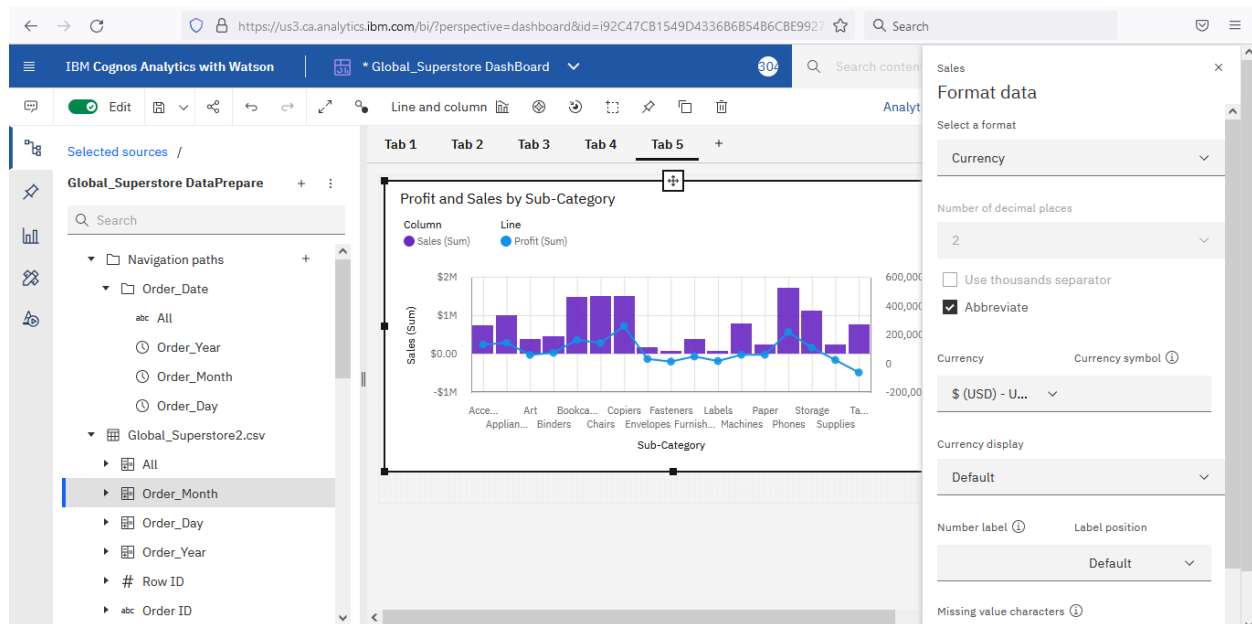 https://us3.ca.analytics.ibm.com/bi/?perspective=dashboard&id=i92C47CB1549D4336B6B54B6CBE9927
Search
IBM Cognos Analytics with Watson
* Global_Superstore DashBoard
304
Search conten
Edit
Line and column
Analyt
Selected sources /
Global_Superstore DataPrepare
Search
Navigation paths
Order_Date
abc All
Order_Year
Order_Month
Order_Day
Global_Superstore2.csv
All
Order_Month
Order_Day
Order_Year
# Row ID
abc Order ID
Tab 1 Tab 2 Tab 3 Tab 4 Tab 5 +
Profit and Sales by Sub-Category
Column Line
Sales (Sum) Profit (Sum)
Sales (Sum)
$2M
$1M
$0.00
-$1M
600,000
400,000
200,000
0
-200,00
Acce... Art Bookca... Copiers Fasteners Labels Paper Storage Ta...
Applian... Binders Chairs Envelopes Furnish... Machines Phones Supplies
Sub-Category
Sales
Format data
Select a format
Currency
Number of decimal places
2
Use thousands separator
Abbreviate
Currency Currency symbol
$ (USD) - U...
Currency display
Default
Number label Label position
Default
Missing value characters